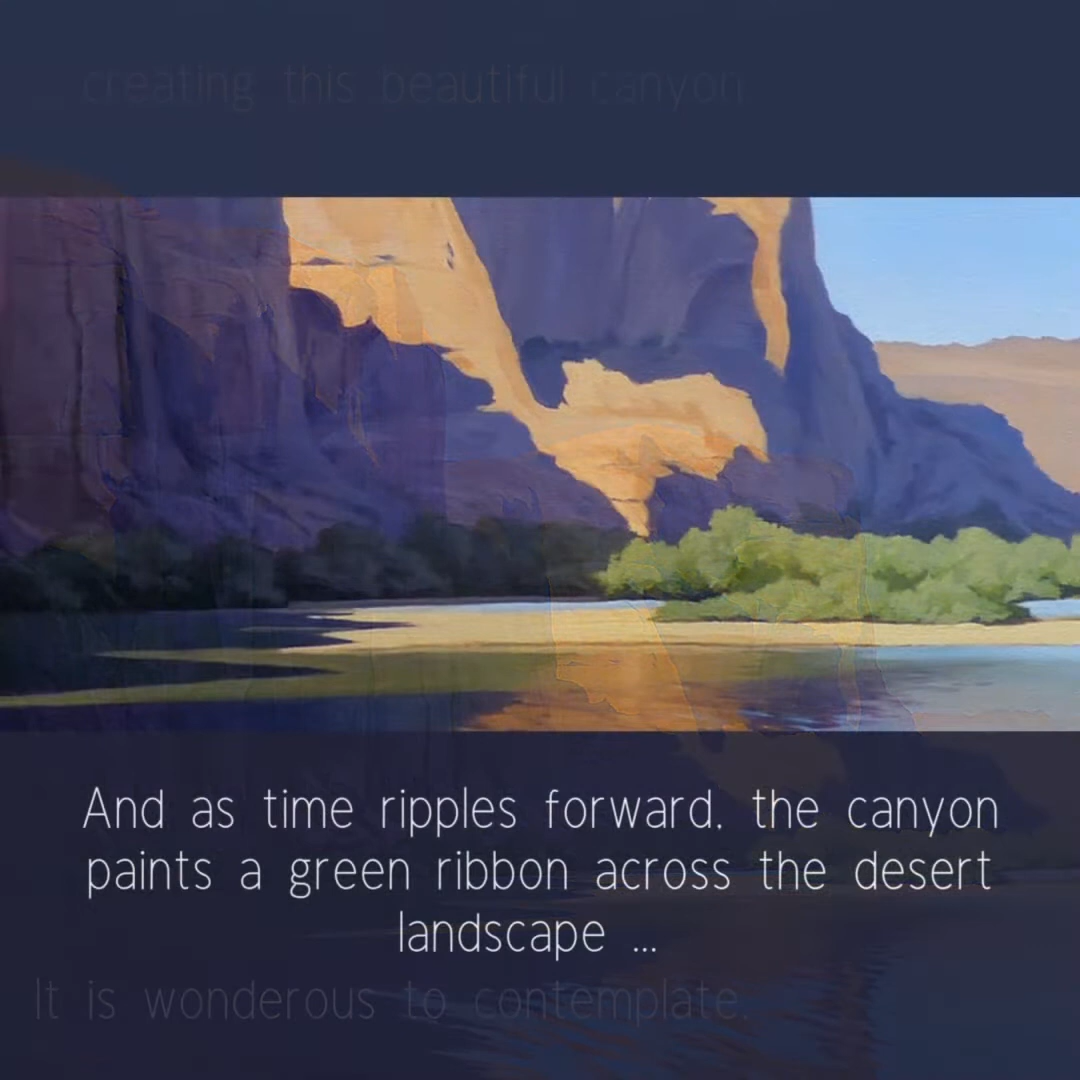 creating this beautiful canyon
And as time ripples forward, the canyon
paints a green ribbon across the desert
landscape ...
It is wonderous to contemplate.